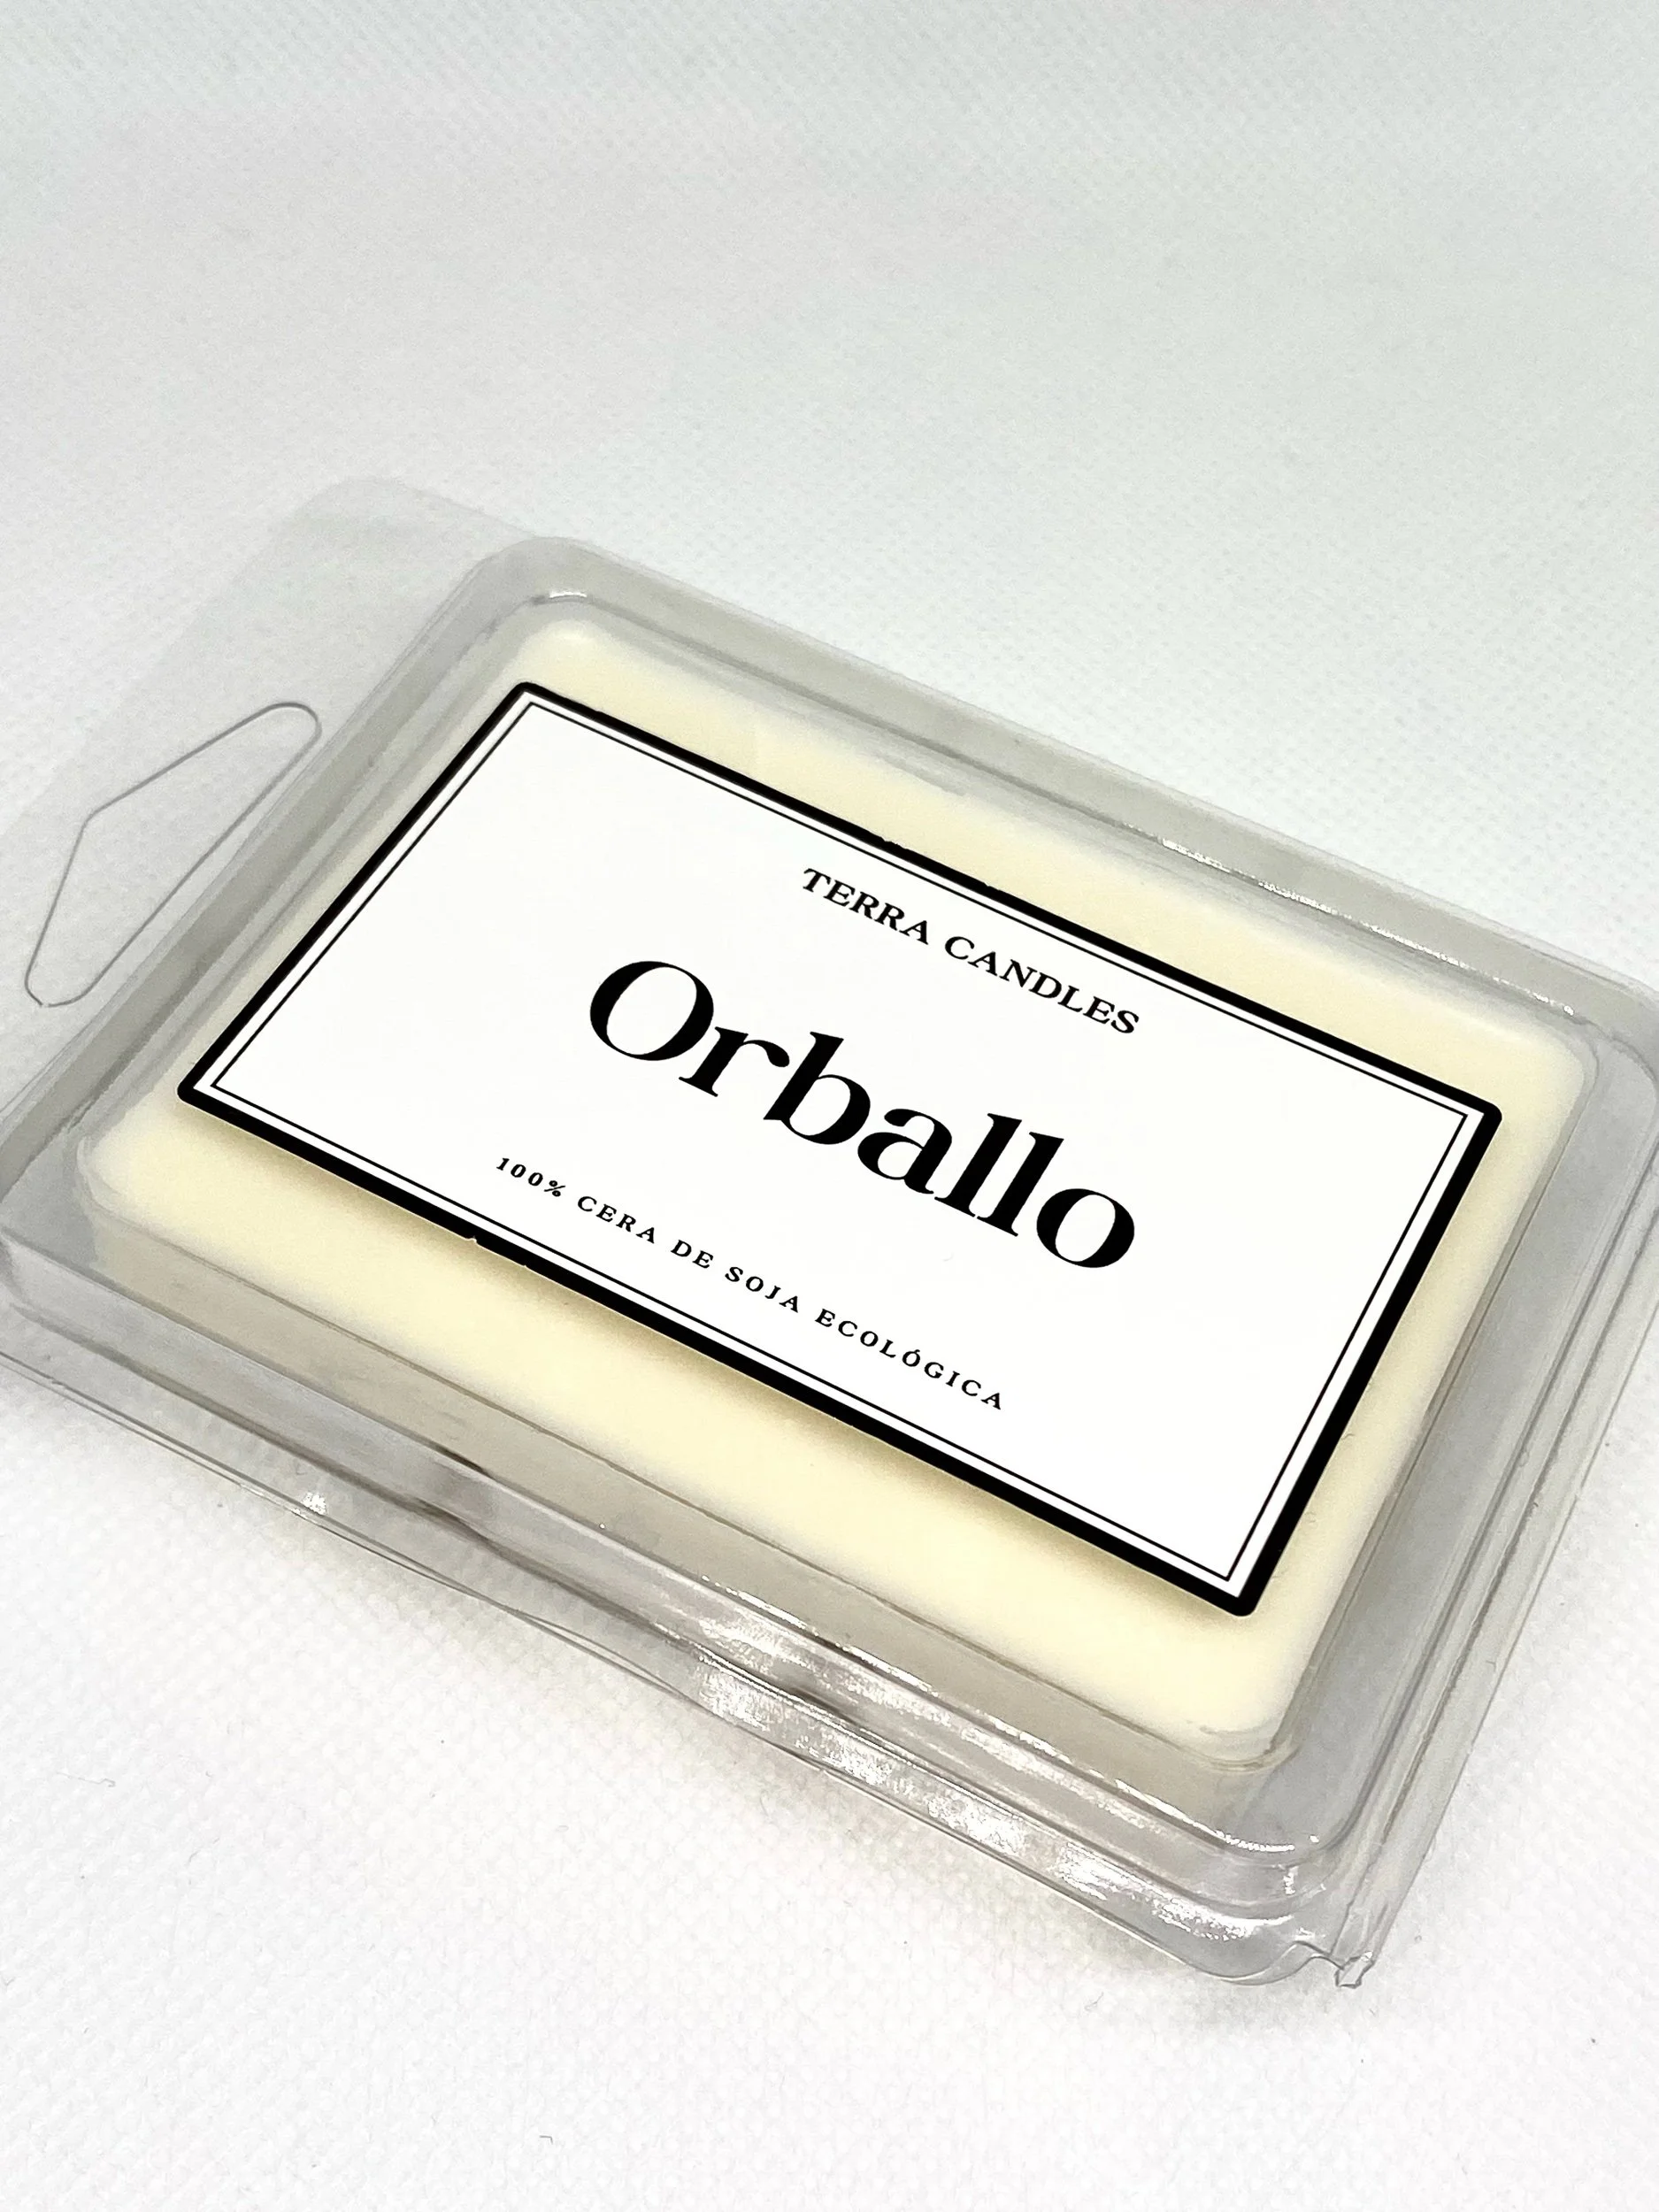 TERRA CANDLES
Orballo
100% CERA DE SOJA ECOLÓGICA